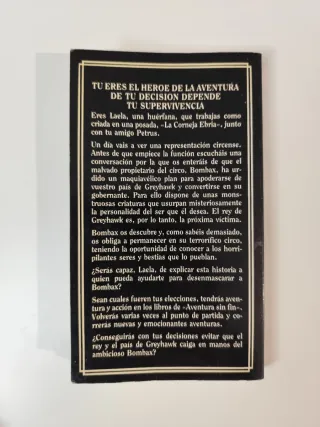 TU ERES EL HEROE DE LA AVENTURA
DE TU DECISION DEPENDE
TU SUPERVIVENCIA
Eres Laela, una huérfana, que trabajas como
criada en una posada, «La Corneja Ebria», junto
con tu amigo Petrus.
Un día vais a ver una representación circense.
Antes de que empiece la función escucháis una
conversación por la que os enteráis de que el
malvado propietario del circo, Bombax, ha ur-
dido un maquiavélico plan para apoderarse de
vuestro país de Greyhawk y convertirse en su
gobernante. Para ello dispone de unas mons-
truosas criaturas que usurpan misteriosamente
la personalidad del ser que él desea. El rey de
Greyhawk es, por lo tanto, la próxima víctima.
Bombax os descubre y, como sabéis demasiado,
os obliga a permanecer en su terrorífico circo,
teniendo la oportunidad de conocer a los horri-
pilantes seres y bestias que lo pueblan.
¿Serás capaz, Laela, de explicar esta historia a
quien pueda ayudarte para desenmascarar a
Bombax?
Sean cuales fueren tus elecciones, tendrás aven-
tura y acción en los libros de «Aventura sin fin».
Volverás varias veces al punto de partida y co-
rrerás nuevas y emocionantes aventuras.
¿Conseguirás con tus decisiones evitar que el
rey y el país de Greyhawk caiga en manos del
ambicioso Bombax?